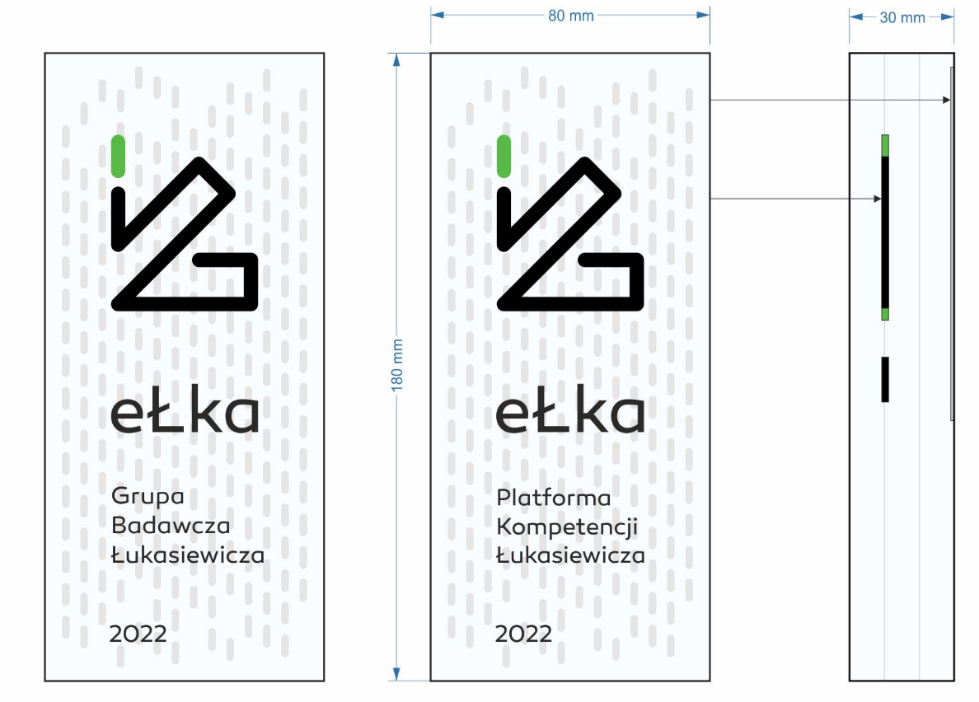 80 mm
30 mm
180 mm
eŁka
Grupa
Badawcza
Łukasiewicza
2022
eŁka
Platforma
Kompetencji
Łukasiewicza
2022